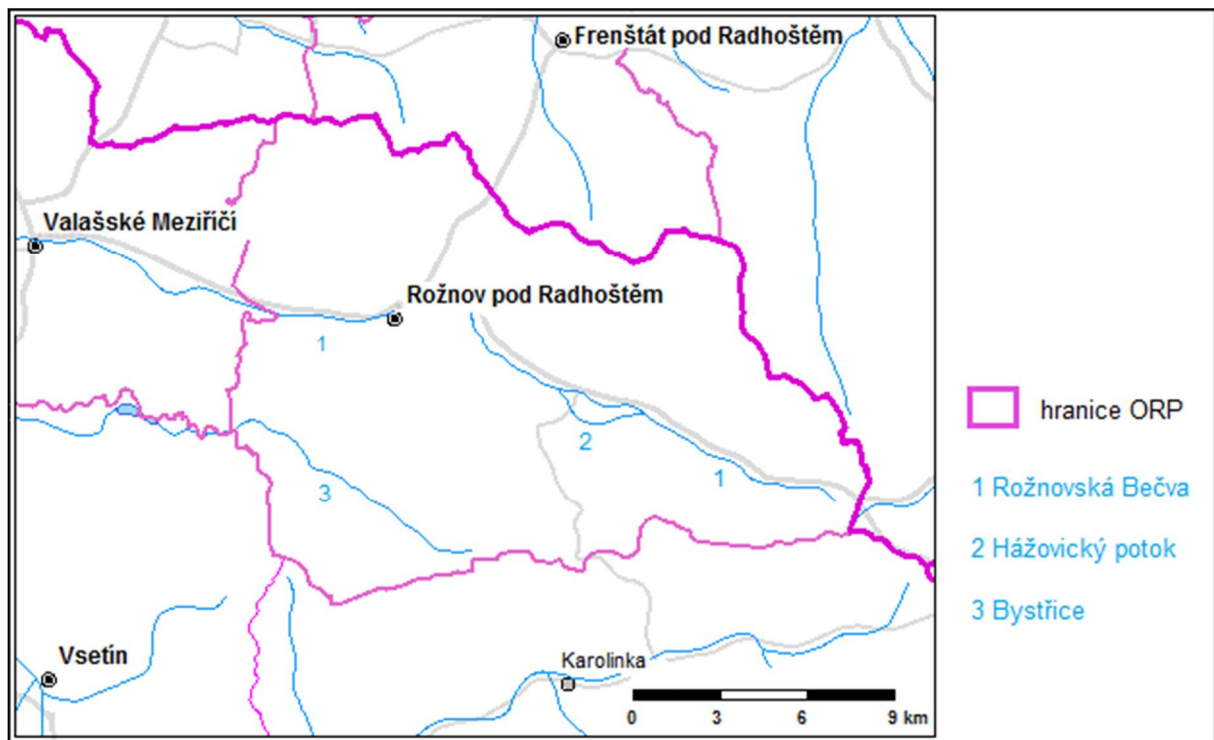 Frenštát pod Radhoštěm
Valašské Meziříčí
Rožnov pod Radhoštěm
1
2
1
3
Vsetín
Karolinka
0 3 6 9 km
hranice ORP
1 Rožnovská Bečva
2 Hážovický potok
3 Bystřice